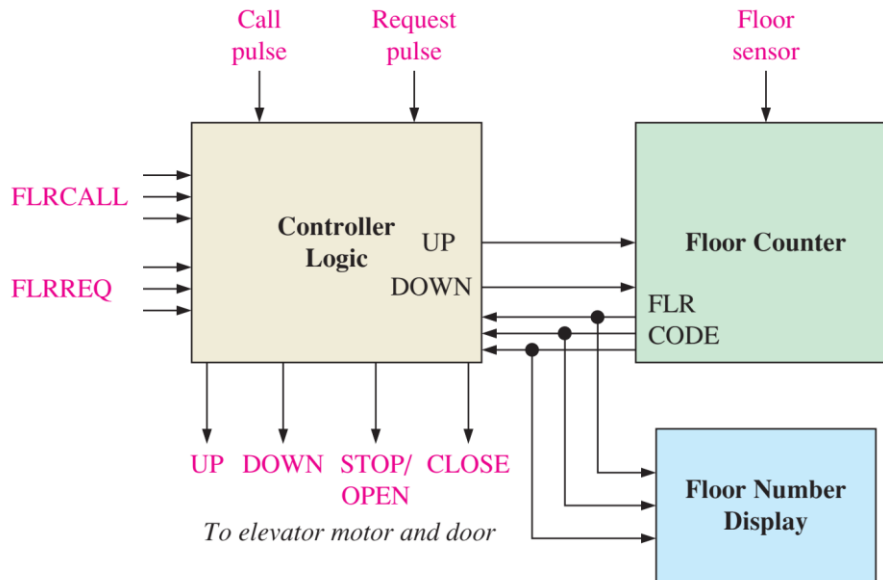 Call
pulse
Request
pulse
Floor
sensor
FLRCALL
FLRREQ
Controller
Logic
UP
DOWN
Floor Counter
FLR
CODE
UP
DOWN
STOP/
OPEN
CLOSE
To elevator motor and door
Floor Number
Display